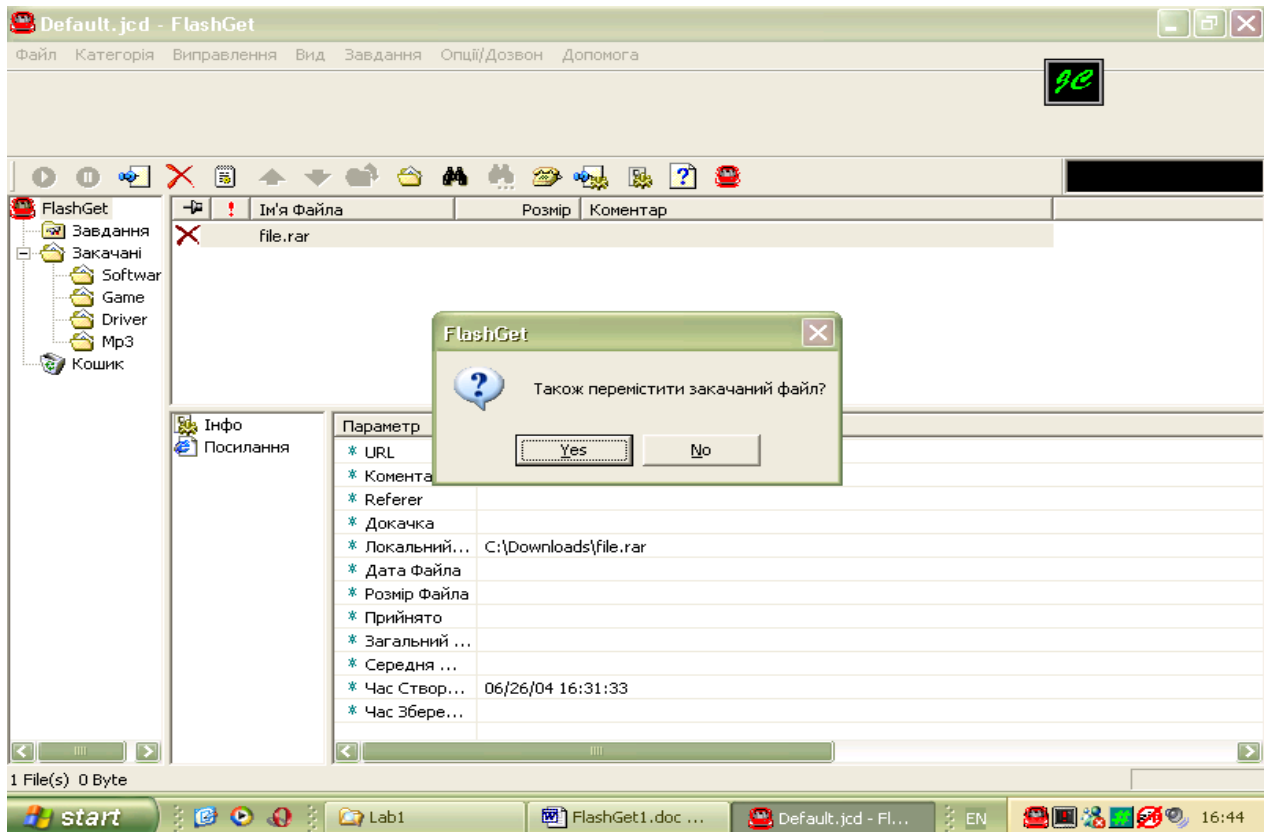 Default.jcd - FlashGet
Файл Категорія Виправлення Вид Завдання Опції/Дозвон Допомога
JC
FlashGet
Завдання
Закачані
Softwar
Game
Driver
Mp3
Кошик
Ім'я Файла Розмір Коментар
file.rar
FlashGet
Також перемістити закачаний файл?
Yes No
Інфо
Посилання
Параметр
* URL
* Комента
* Referer
* Докачка
* Локальний... C:\Downloads\file.rar
* Дата Файла
* Розмір Файла
* Прийнято
* Загальний ...
* Середня ...
* Час Створ... 06/26/04 16:31:33
* Час Збере...
1 File(s) 0 Byte
start Lab1 FlashGet1.doc ... Default.jcd - Fl... EN 16:44